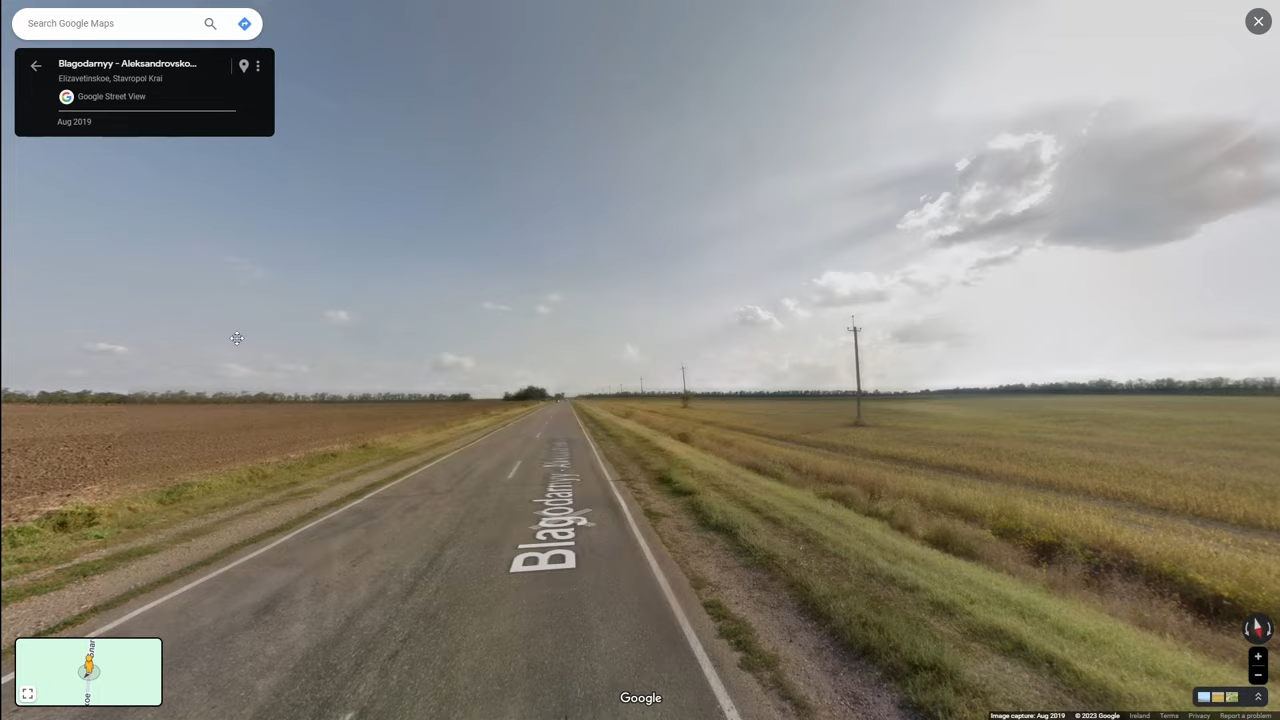 Search Google Maps
Blagodarnyy - Aleksandrovsko...
Elizavetinskoe, Stavropol Krai
Google Street View
Aug 2019
Blagodarnyy -
Google
Image capture: Aug 2019 © 2023 Google Ireland Terms Privacy Report a problem